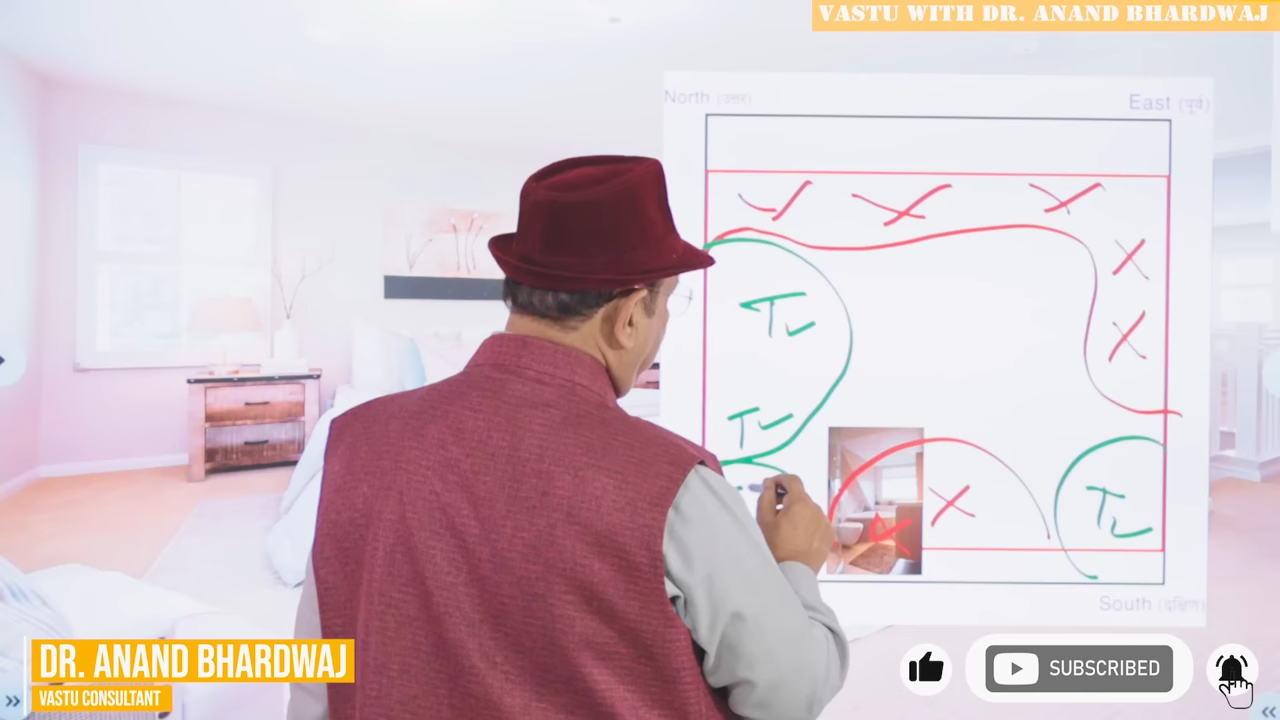 VASTU WITH DR. ANAND BHARDWAJ
North (उत्तर)
East (पूर्व)
T
T
T
South (दक्षिण)
DR. ANAND BHARDWAJ
VASTU CONSULTANT
SUBSCRIBED